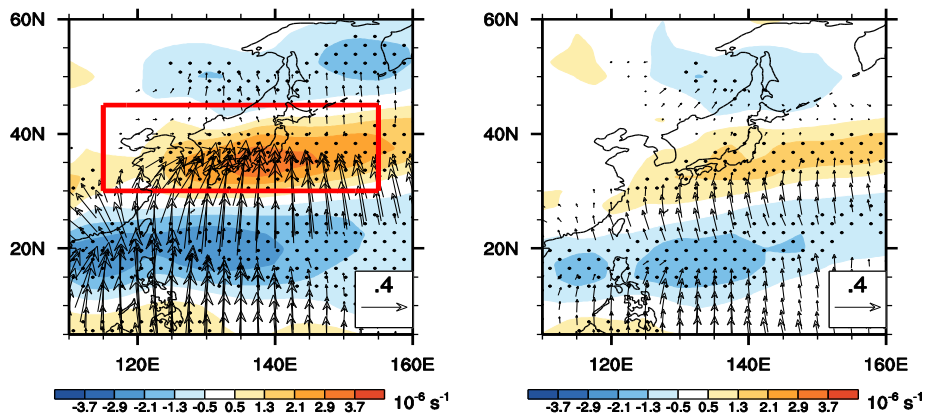 60N 60N
40N 40N
20N 20N
.4 .4
120E 140E 160E 120E 140E 160E
-3.7 -2.9 -2.1 -1.3 -0.5 0.5 1.3 2.1 2.9 3.7 10⁻⁶ s⁻¹ -3.7 -2.9 -2.1 -1.3 -0.5 0.5 1.3 2.1 2.9 3.7 10⁻⁶ s⁻¹